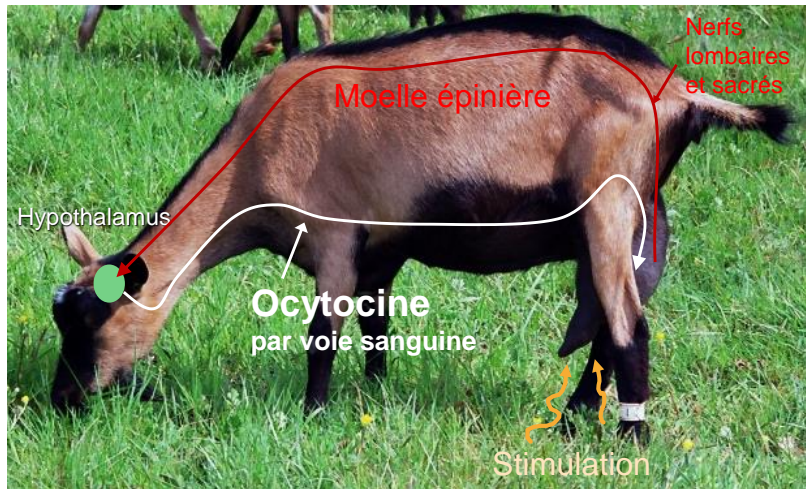 Nerfs
lombaires
et sacrés
Moelle épinière
Hypothalamus
Ocytocine
par voie sanguine
Stimulation